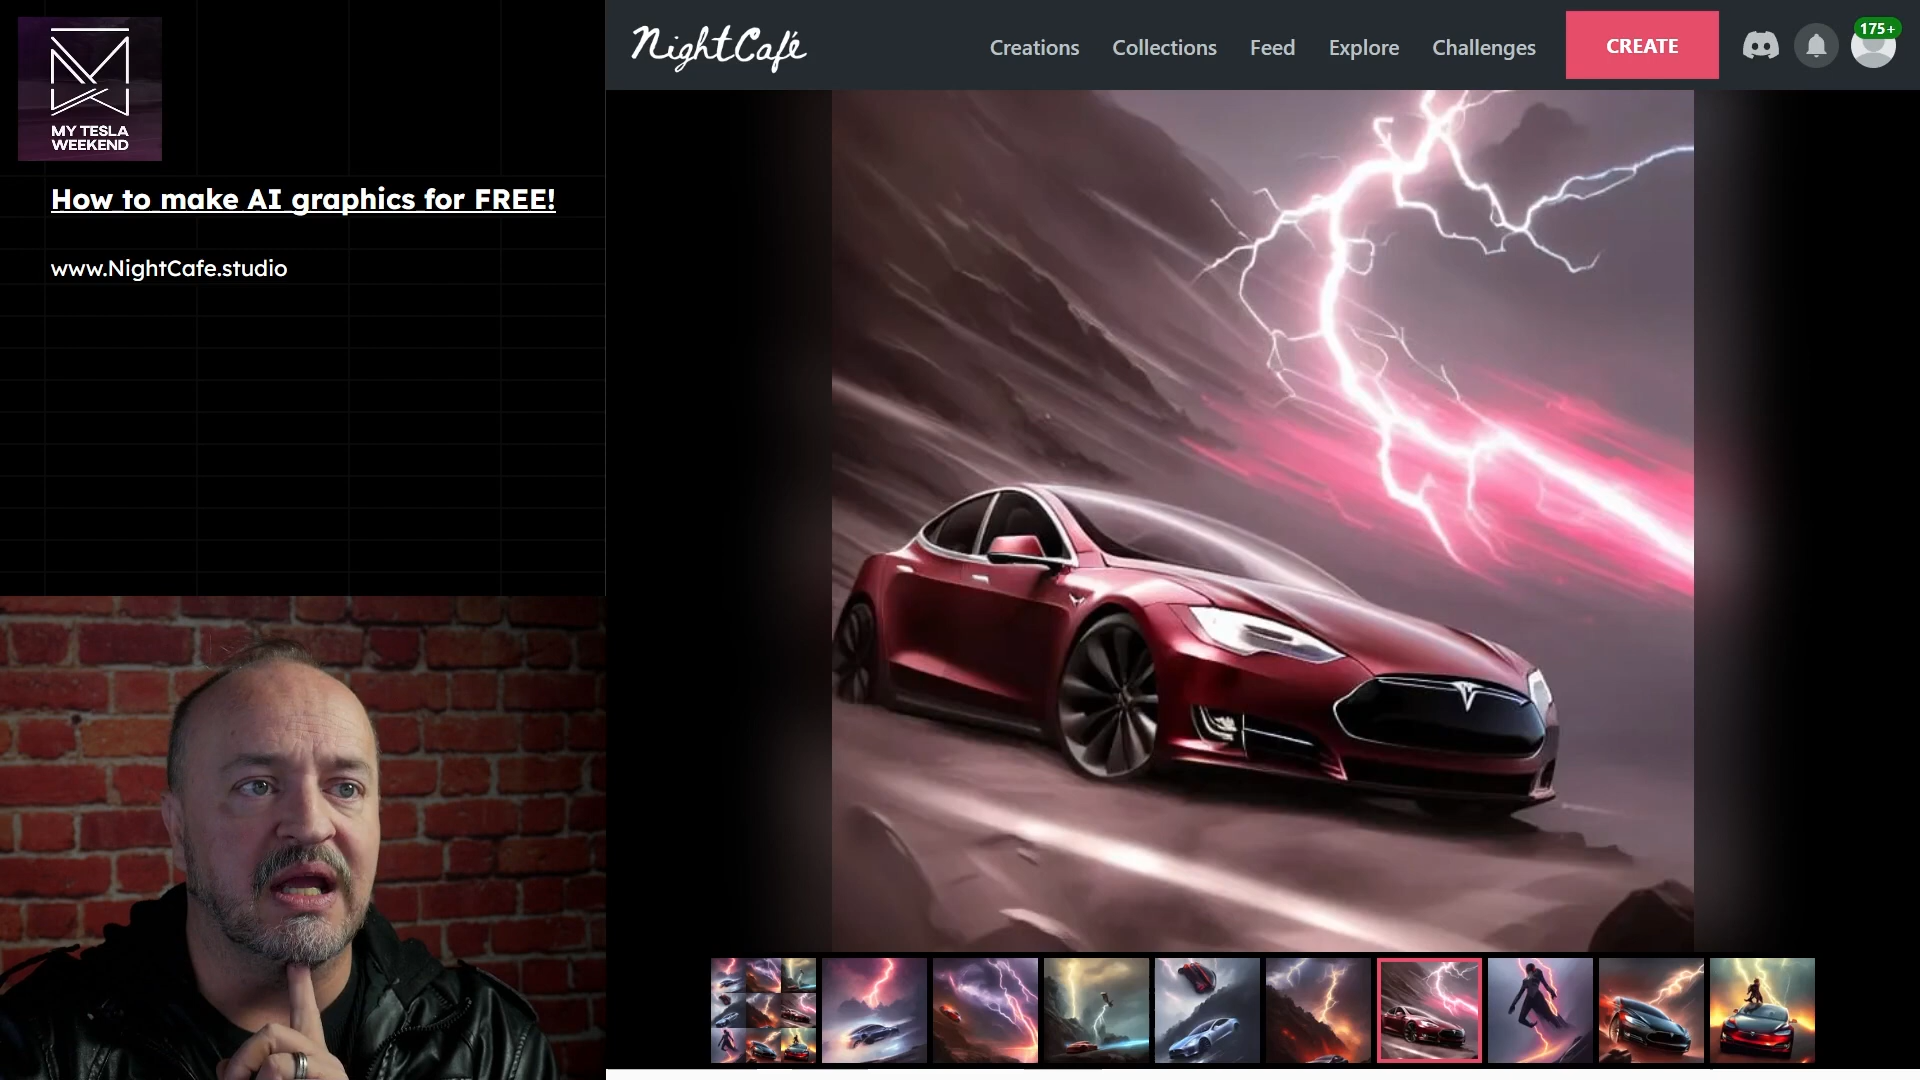 MY TESLA
WEEKEND
How to make AI graphics for FREE!
www.NightCafe.studio
NightCafé
Creations
Collections
Feed
Explore
Challenges
CREATE
175+